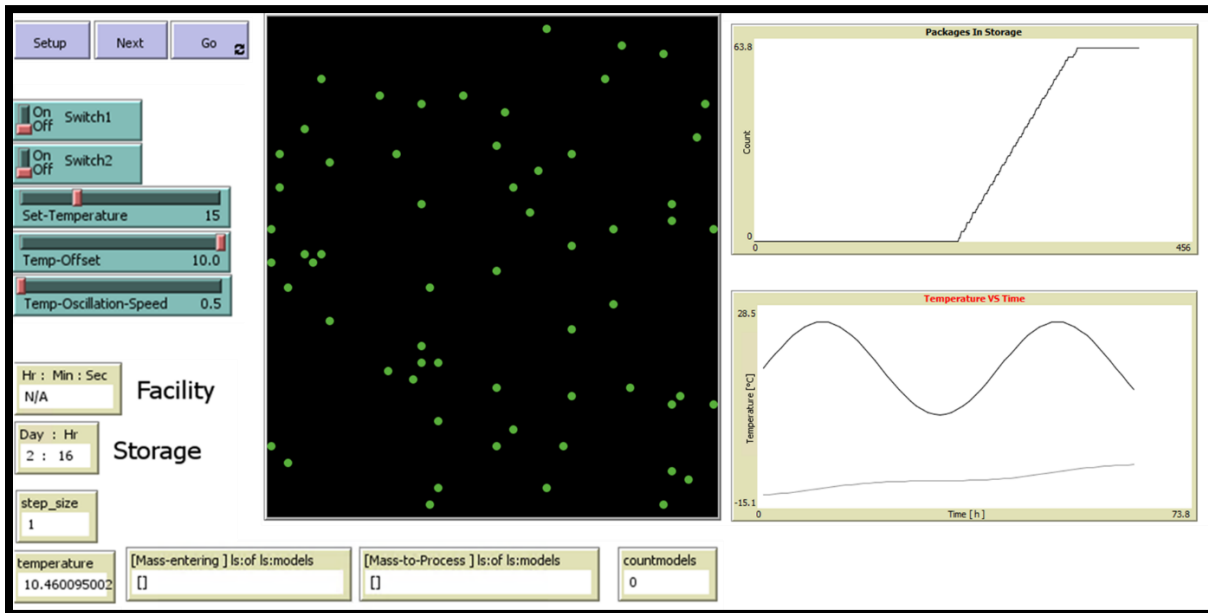 Setup
Next
Go
On
Off
Switch1
On
Off
Switch2
Set-Temperature 15
Temp-Offset 10.0
Temp-Oscillation-Speed 0.5
Hr : Min : Sec
N/A
Facility
Day : Hr
2 : 16
Storage
step_size
1
temperature
10.460095002
[Mass-entering ] ls:of ls:models
[]
[Mass-to-Process ] ls:of ls:models
[]
countmodels
0
Packages In Storage
63.8
Count
0
0
456
Temperature VS Time
28.5
Temperature [°C]
-15.1
0
Time [ h ]
73.8